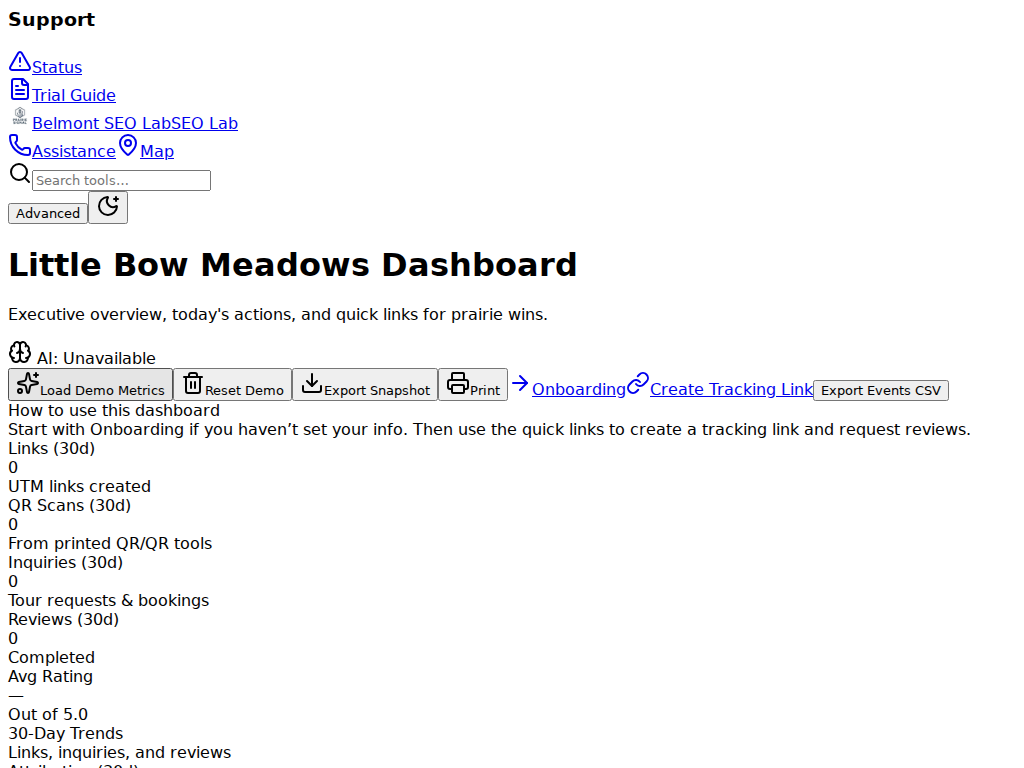 Support
Status
Trial Guide
Belmont SEO LabSEO Lab
Assistance Map
Search tools...
Advanced
Little Bow Meadows Dashboard
Executive overview, today's actions, and quick links for prairie wins.
AI: Unavailable
Load Demo Metrics Reset Demo Export Snapshot Print Onboarding Create Tracking Link Export Events CSV
How to use this dashboard
Start with Onboarding if you haven’t set your info. Then use the quick links to create a tracking link and request reviews.
Links (30d)
0
UTM links created
QR Scans (30d)
0
From printed QR/QR tools
Inquiries (30d)
0
Tour requests & bookings
Reviews (30d)
0
Completed
Avg Rating
—
Out of 5.0
30-Day Trends
Links, inquiries, and reviews
Attribution (30d)